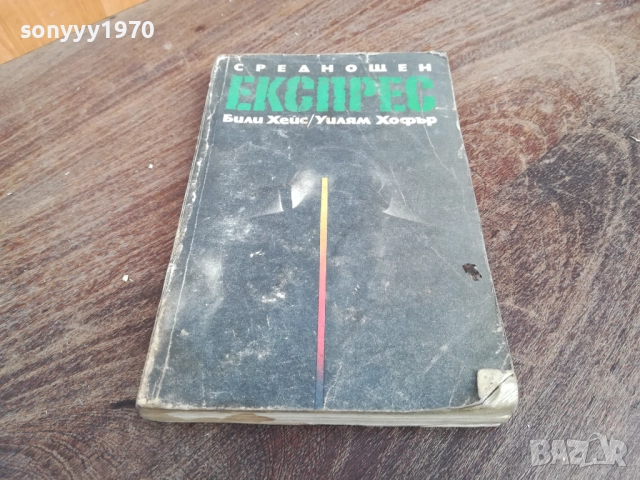 sonyyy1970
СРЕДНОЩЕН
ЕКСПРЕС
Били Хейс/Уилям Хофър
BAZAR